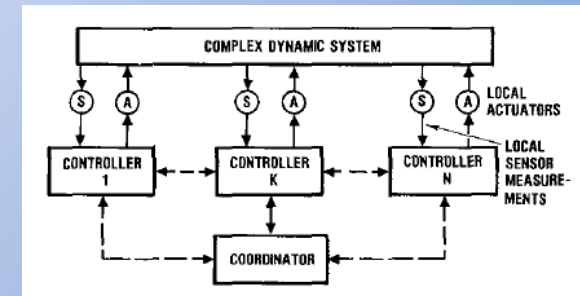 COMPLEX DYNAMIC SYSTEM
S
A
S
A
S
A
LOCAL
ACTUATORS
CONTROLLER
1
CONTROLLER
K
CONTROLLER
N
LOCAL
SENSOR
MEASURE-
MENTS
COORDINATOR